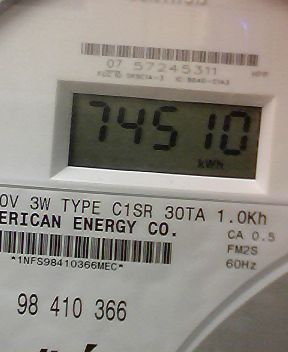 07 57245311
74510
kWh
0V 3W TYPE C1SR 30TA 1.0Kh
ERICAN ENERGY CO.
CA 0.5
FM2S
60Hz
*1NFS98410366MEC*
98 410 366